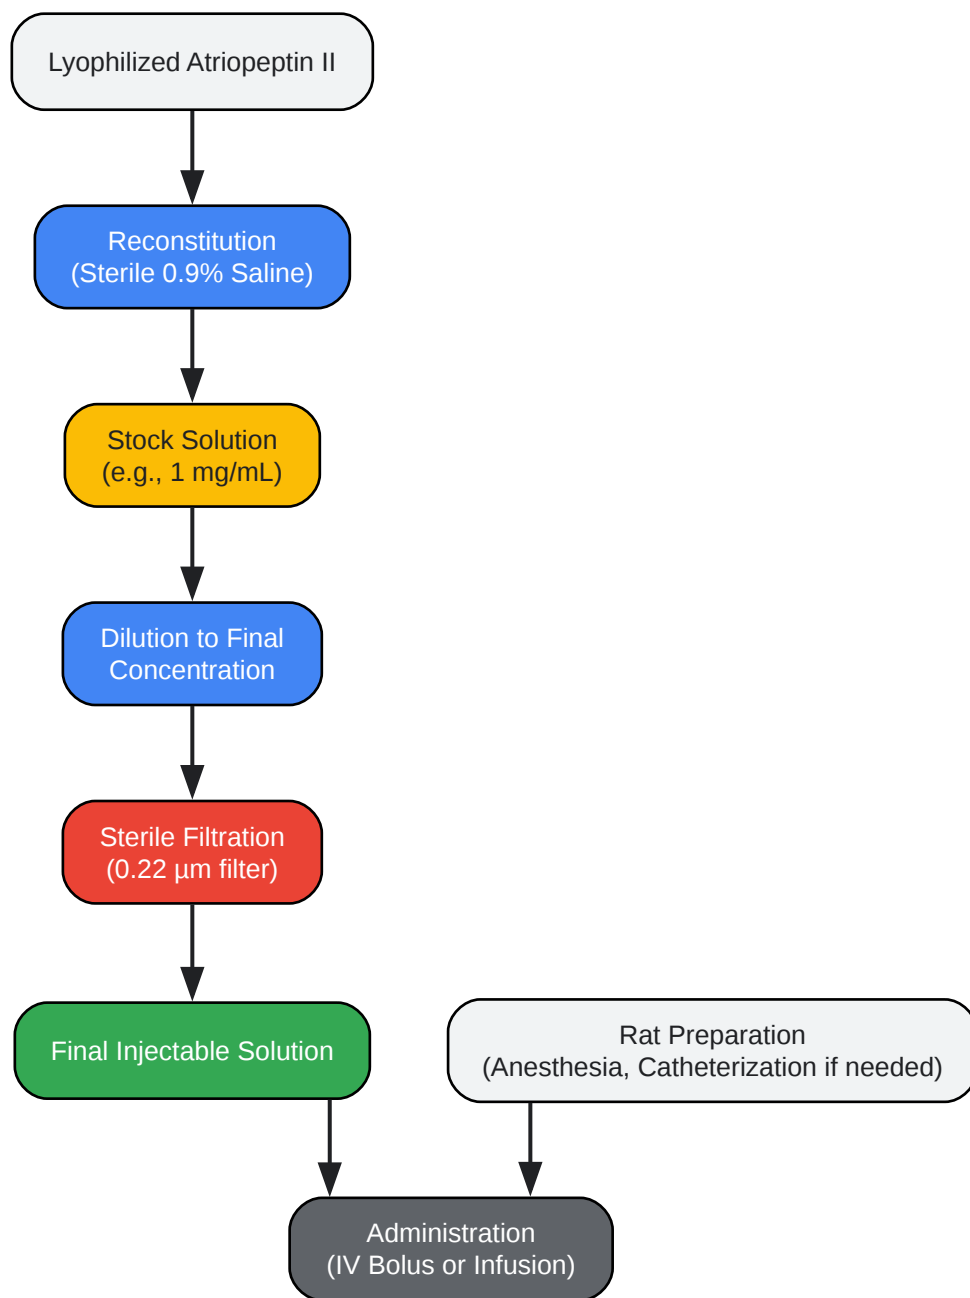 Lyophilized Atriopeptin II
Reconstitution
(Sterile 0.9% Saline)
Stock Solution
(e.g., 1 mg/mL)
Dilution to Final
Concentration
Sterile Filtration
(0.22 µm filter)
Final Injectable Solution
Rat Preparation
(Anesthesia, Catheterization if needed)
Administration
(IV Bolus or Infusion)